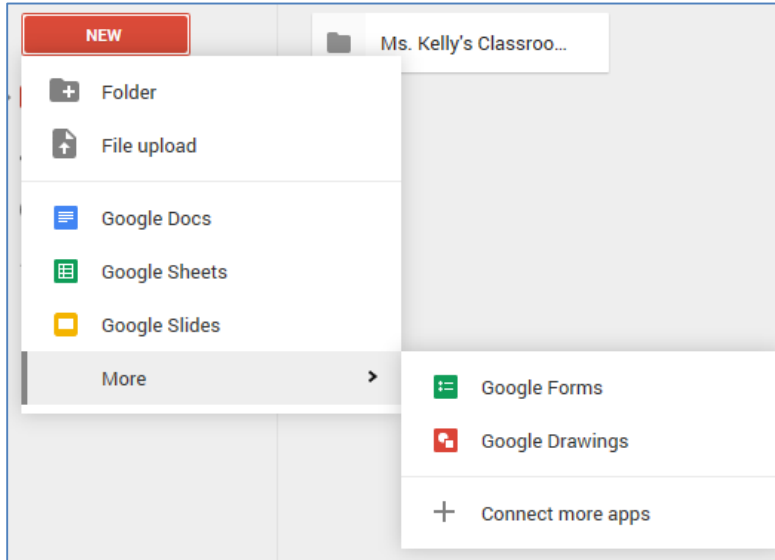 NEW
Ms. Kelly's Classroo...
Folder
File upload
Google Docs
Google Sheets
Google Slides
More
Google Forms
Google Drawings
Connect more apps